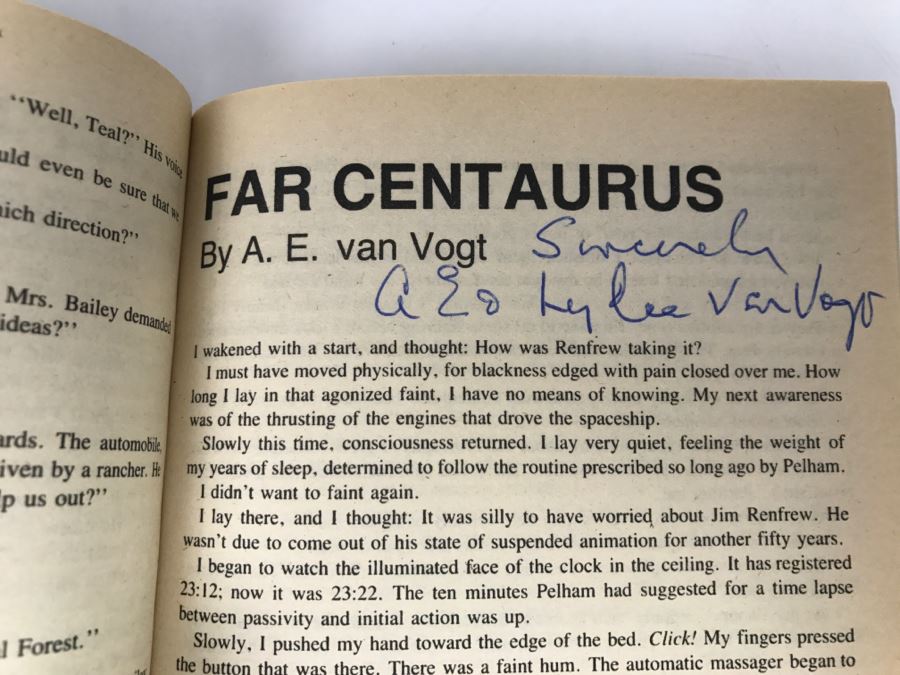 "Well, Teal?" His voice
uld even be sure that we
ich direction?"
Mrs. Bailey demanded
ideas?"
ards. The automobile,
iven by a rancher. He
p us out?"
l Forest."
FAR CENTAURUS
By A. E. van Vogt
Sincerely
van Vogt
I wakened with a start, and thought: How was Renfrew taking it?
I must have moved physically, for blackness edged with pain closed over me. How
long I lay in that agonized faint, I have no means of knowing. My next awareness
was of the thrusting of the engines that drove the spaceship.
Slowly this time, consciousness returned. I lay very quiet, feeling the weight of
my years of sleep, determined to follow the routine prescribed so long ago by Pelham.
I didn't want to faint again.
I lay there, and I thought: It was silly to have worried about Jim Renfrew. He
wasn't due to come out of his state of suspended animation for another fifty years.
I began to watch the illuminated face of the clock in the ceiling. It has registered
23:12; now it was 23:22. The ten minutes Pelham had suggested for a time lapse
between passivity and initial action was up.
Slowly, I pushed my hand toward the edge of the bed. Click! My fingers pressed
the button that was there. There was a faint hum. The automatic massager began to